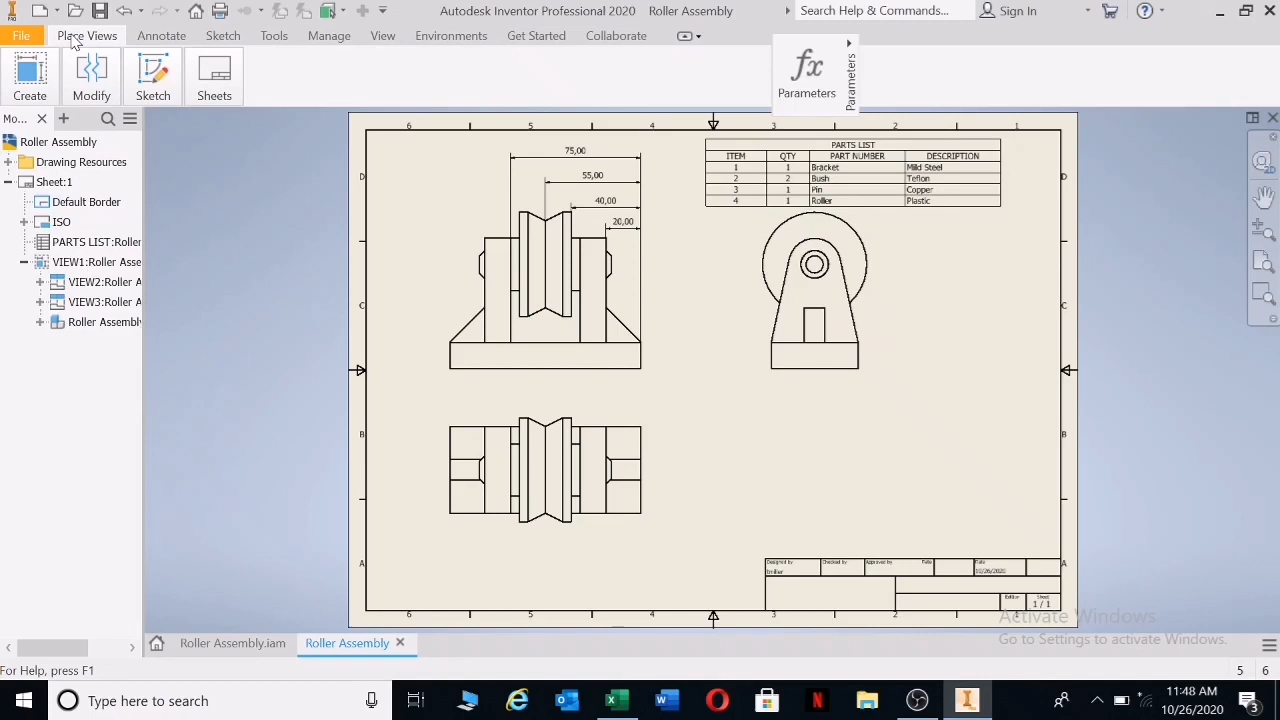 Autodesk Inventor Professional 2020 Roller Assembly
Search Help & Commands...
Sign In
File Place Views Annotate Sketch Tools Manage View Environments Get Started Collaborate
Create Modify Sketch Sheets
fx
Parameters
Parameters
Mo...
Roller Assembly
Drawing Resources
Sheet:1
Default Border
ISO
PARTS LIST:Roller
VIEW1:Roller Asse
VIEW2:Roller A
VIEW3:Roller A
Roller Assembly
6 5 4 3 2 1
D D
C C
B B
A A
6 5 4 3 2 1
75,00
55,00
40,00
20,00
PARTS LIST
ITEM QTY PART NUMBER DESCRIPTION
1 1 Bracket Mild Steel
2 2 Bush Teflon
3 1 Pin Copper
4 1 Roller Plastic
Designed by Checked by Approved by Date Date
10/26/2020
Edition Sheet
1 / 1
Activate Windows
Go to Settings to activate Windows.
Roller Assembly.iam
Roller Assembly
For Help, press F1
5 6
Type here to search
11:48 AM
10/26/2020
3